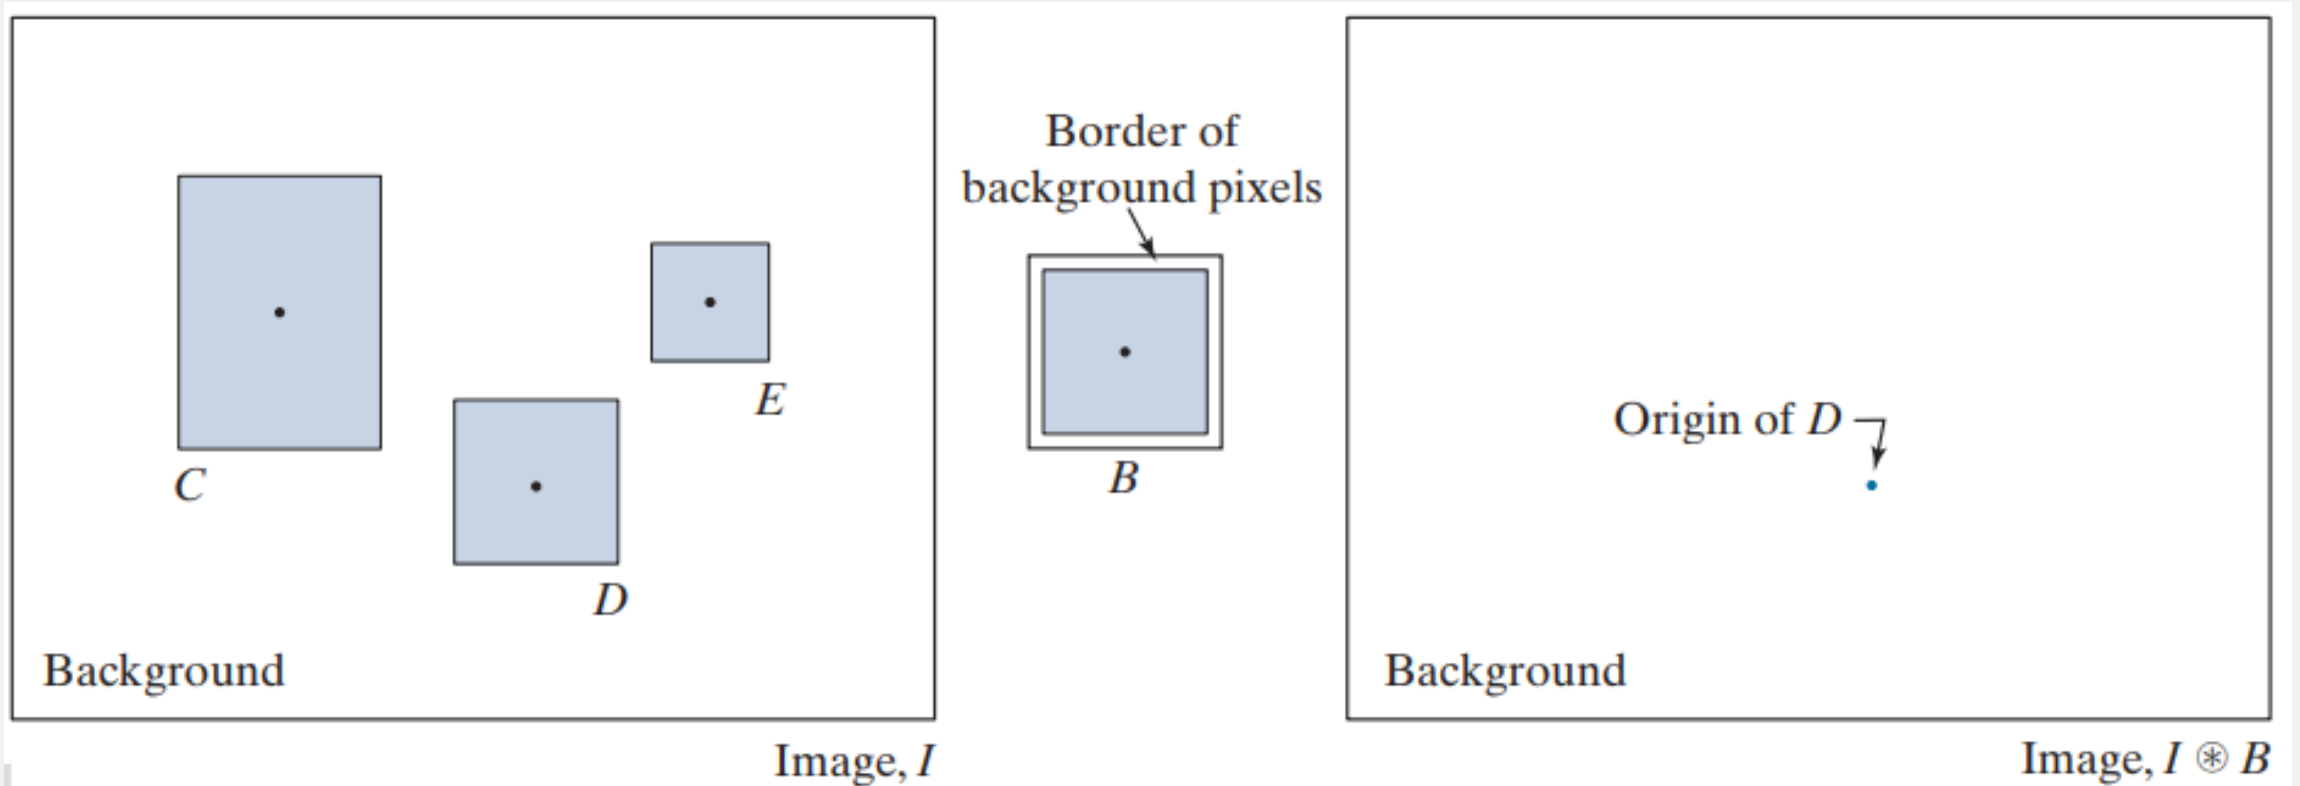 C
D
E
Background
Image, I
Border of
background pixels
B
Origin of D
Background
Image, I ⊛ B